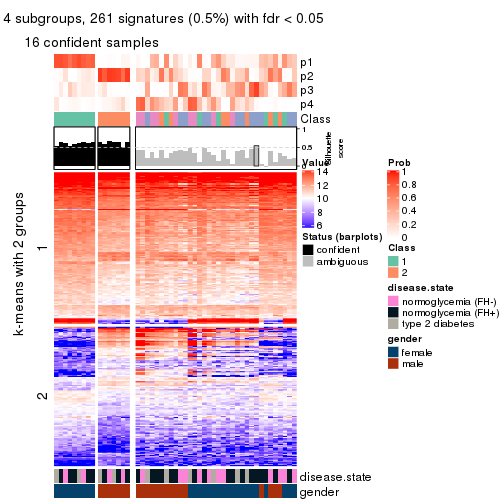 4 subgroups, 261 signatures (0.5%) with fdr < 0.05
16 confident samples
p1
p2
p3
p4
Class
1
0.5
0
Silhouette
score
k-means with 2 groups
1
2
Value
14
12
10
8
6
Status (barplots)
confident
ambiguous
Prob
1
0.8
0.6
0.4
0.2
0
Class
1
2
disease.state
normoglycemia (FH-)
normoglycemia (FH+)
type 2 diabetes
gender
female
male
disease.state
gender